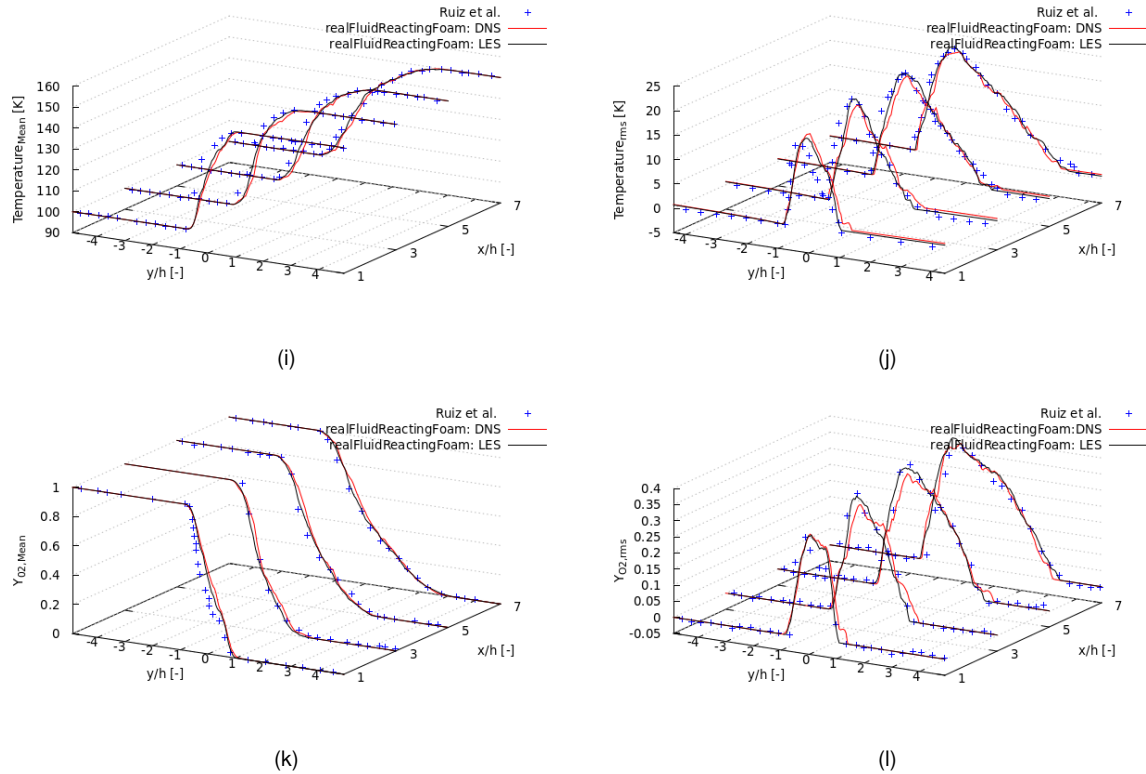 Ruiz et al.
realFluidReactingFoam: DNS
realFluidReactingFoam: LES
Temperature_Mean [K]
160
150
140
130
120
110
100
90
-4
-3
-2
-1
0
1
2
3
4
y/h [-]
1
3
5
7
x/h [-]
(i)
Ruiz et al.
realFluidReactingFoam: DNS
realFluidReactingFoam: LES
Temperature_rms [K]
25
20
15
10
5
0
-5
-4
-3
-2
-1
0
1
2
3
4
y/h [-]
1
3
5
7
x/h [-]
(j)
Ruiz et al.
realFluidReactingFoam: DNS
realFluidReactingFoam: LES
Y_O2,Mean
1
0.8
0.6
0.4
0.2
0
-4
-3
-2
-1
0
1
2
3
4
y/h [-]
1
3
5
7
x/h [-]
(k)
Ruiz et al.
realFluidReactingFoam:DNS
realFluidReactingFoam: LES
Y_O2,rms
0.4
0.35
0.3
0.25
0.2
0.15
0.1
0.05
0
-0.05
-4
-3
-2
-1
0
1
2
3
4
y/h [-]
1
3
5
7
x/h [-]
(l)